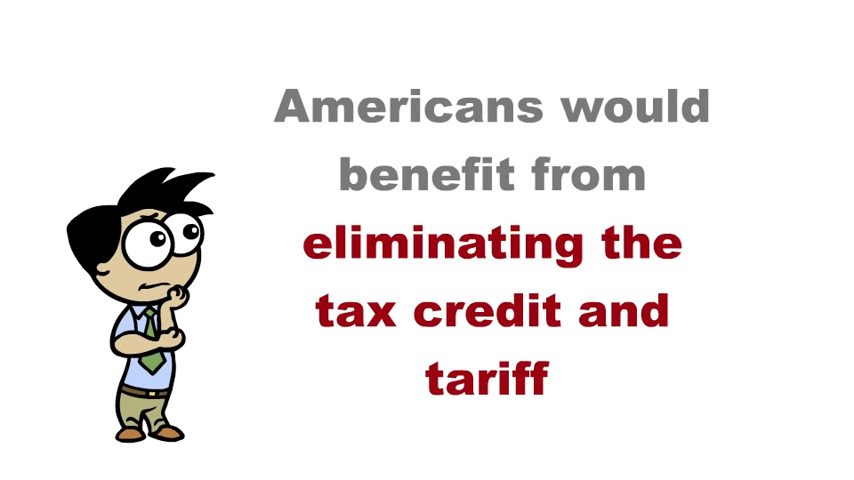 Americans would
benefit from
eliminating the
tax credit and
tariff